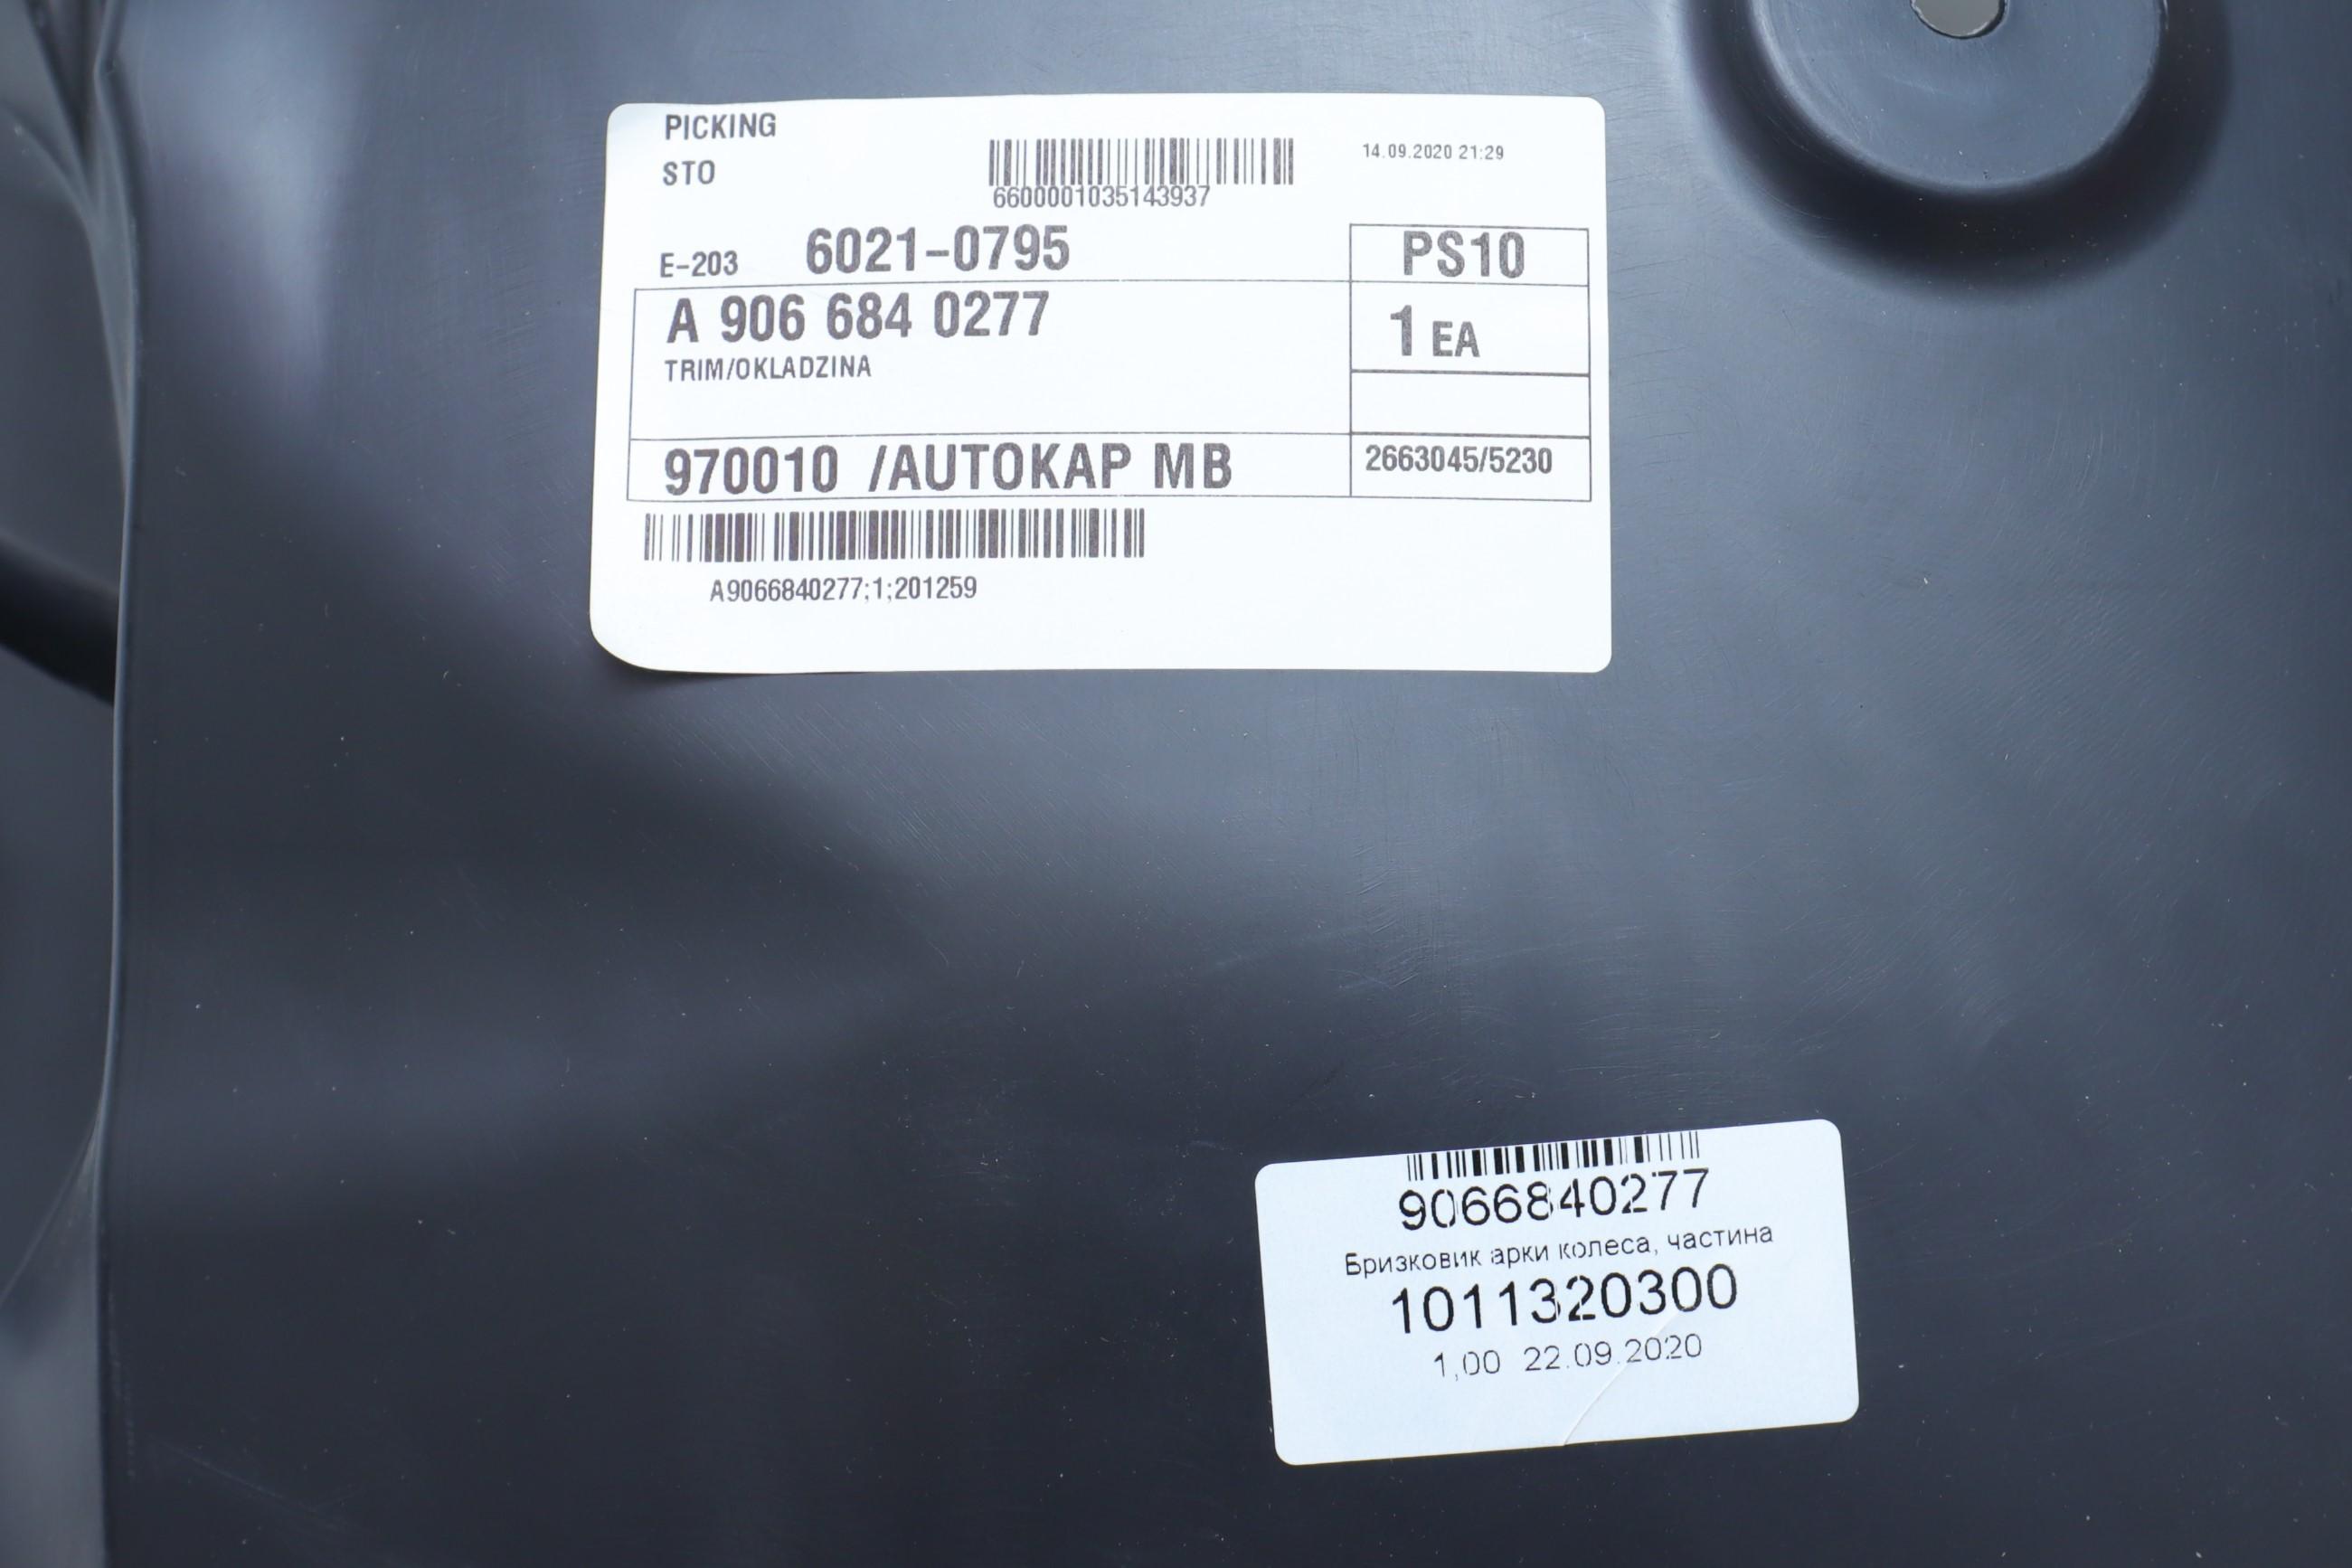 PICKING
STO
6600001035143937
14.09.2020 21:29
E-203 6021-0795
PS10
A 906 684 0277
1 EA
TRIM/OKLADZINA
970010 /AUTOKAP MB
2663045/5230
A9066840277;1;201259
9066840277
Бризковик арки колеса, частина
1011320300
1,00 22.09.2020